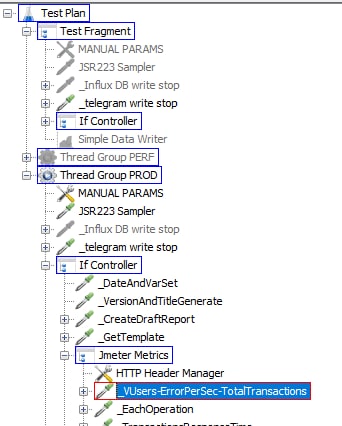 Test Plan
Test Fragment
MANUAL PARAMS
JSR223 Sampler
_Influx DB write stop
_telegram write stop
If Controller
Simple Data Writer
Thread Group PERF
Thread Group PROD
MANUAL PARAMS
JSR223 Sampler
_Influx DB write stop
_telegram write stop
If Controller
_DateAndVarSet
_VersionAndTitleGenerate
_CreateDraftReport
_GetTemplate
Jmeter Metrics
HTTP Header Manager
_VUsers-ErrorPerSec-TotalTransactions
_EachOperation
_TransactionsResponseTime